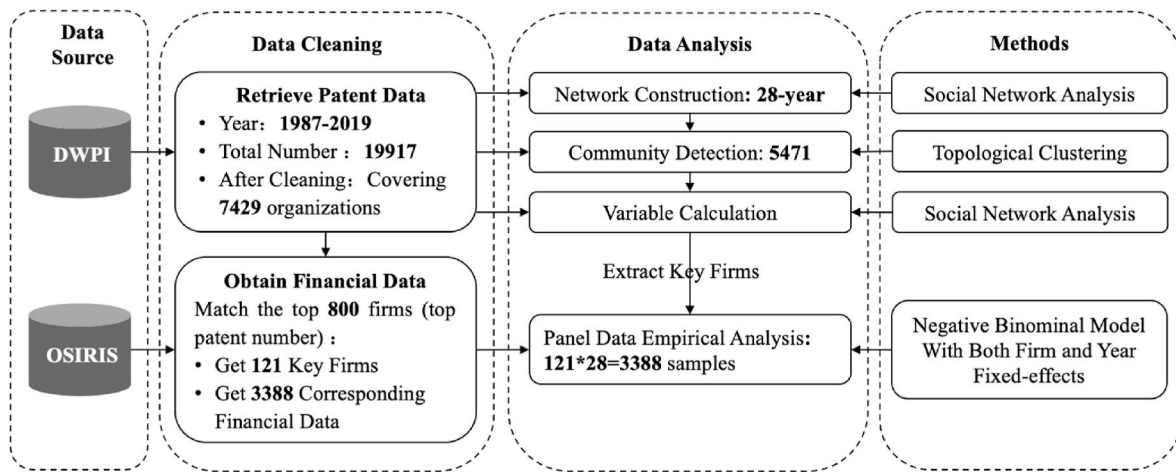 Data
Source
DWPI
OSIRIS
Data Cleaning
Retrieve Patent Data
• Year：1987-2019
• Total Number：19917
• After Cleaning：Covering
7429 organizations
Obtain Financial Data
Match the top 800 firms (top
patent number)：
• Get 121 Key Firms
• Get 3388 Corresponding
Financial Data
Data Analysis
Network Construction: 28-year
Community Detection: 5471
Variable Calculation
Extract Key Firms
Panel Data Empirical Analysis:
121*28=3388 samples
Methods
Social Network Analysis
Topological Clustering
Social Network Analysis
Negative Binominal Model
With Both Firm and Year
Fixed-effects